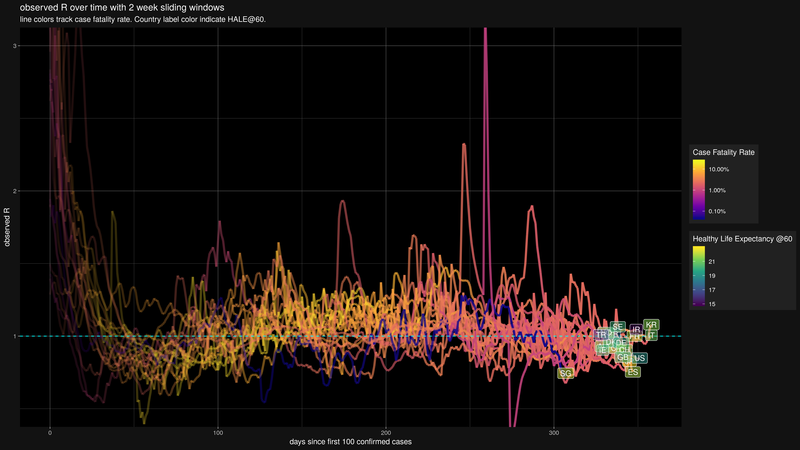 observed R over time with 2 week sliding windows
line colors track case fatality rate. Country label color indicate HALE@60.
3
2
1
observed R
0
100
200
300
days since first 100 confirmed cases
Case Fatality Rate
10.00%
1.00%
0.10%
Healthy Life Expectancy @60
21
19
17
15
SE
KR
TR
IR
IT
DE
GB
US
SG
ES